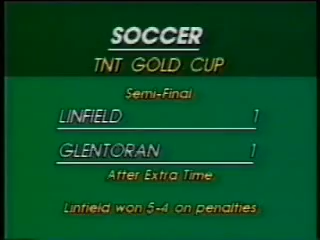 SOCCER
TNT GOLD CUP
Semi-Final
LINFIELD 1
GLENTORAN 1
After Extra Time
Linfield won 5-4 on penalties